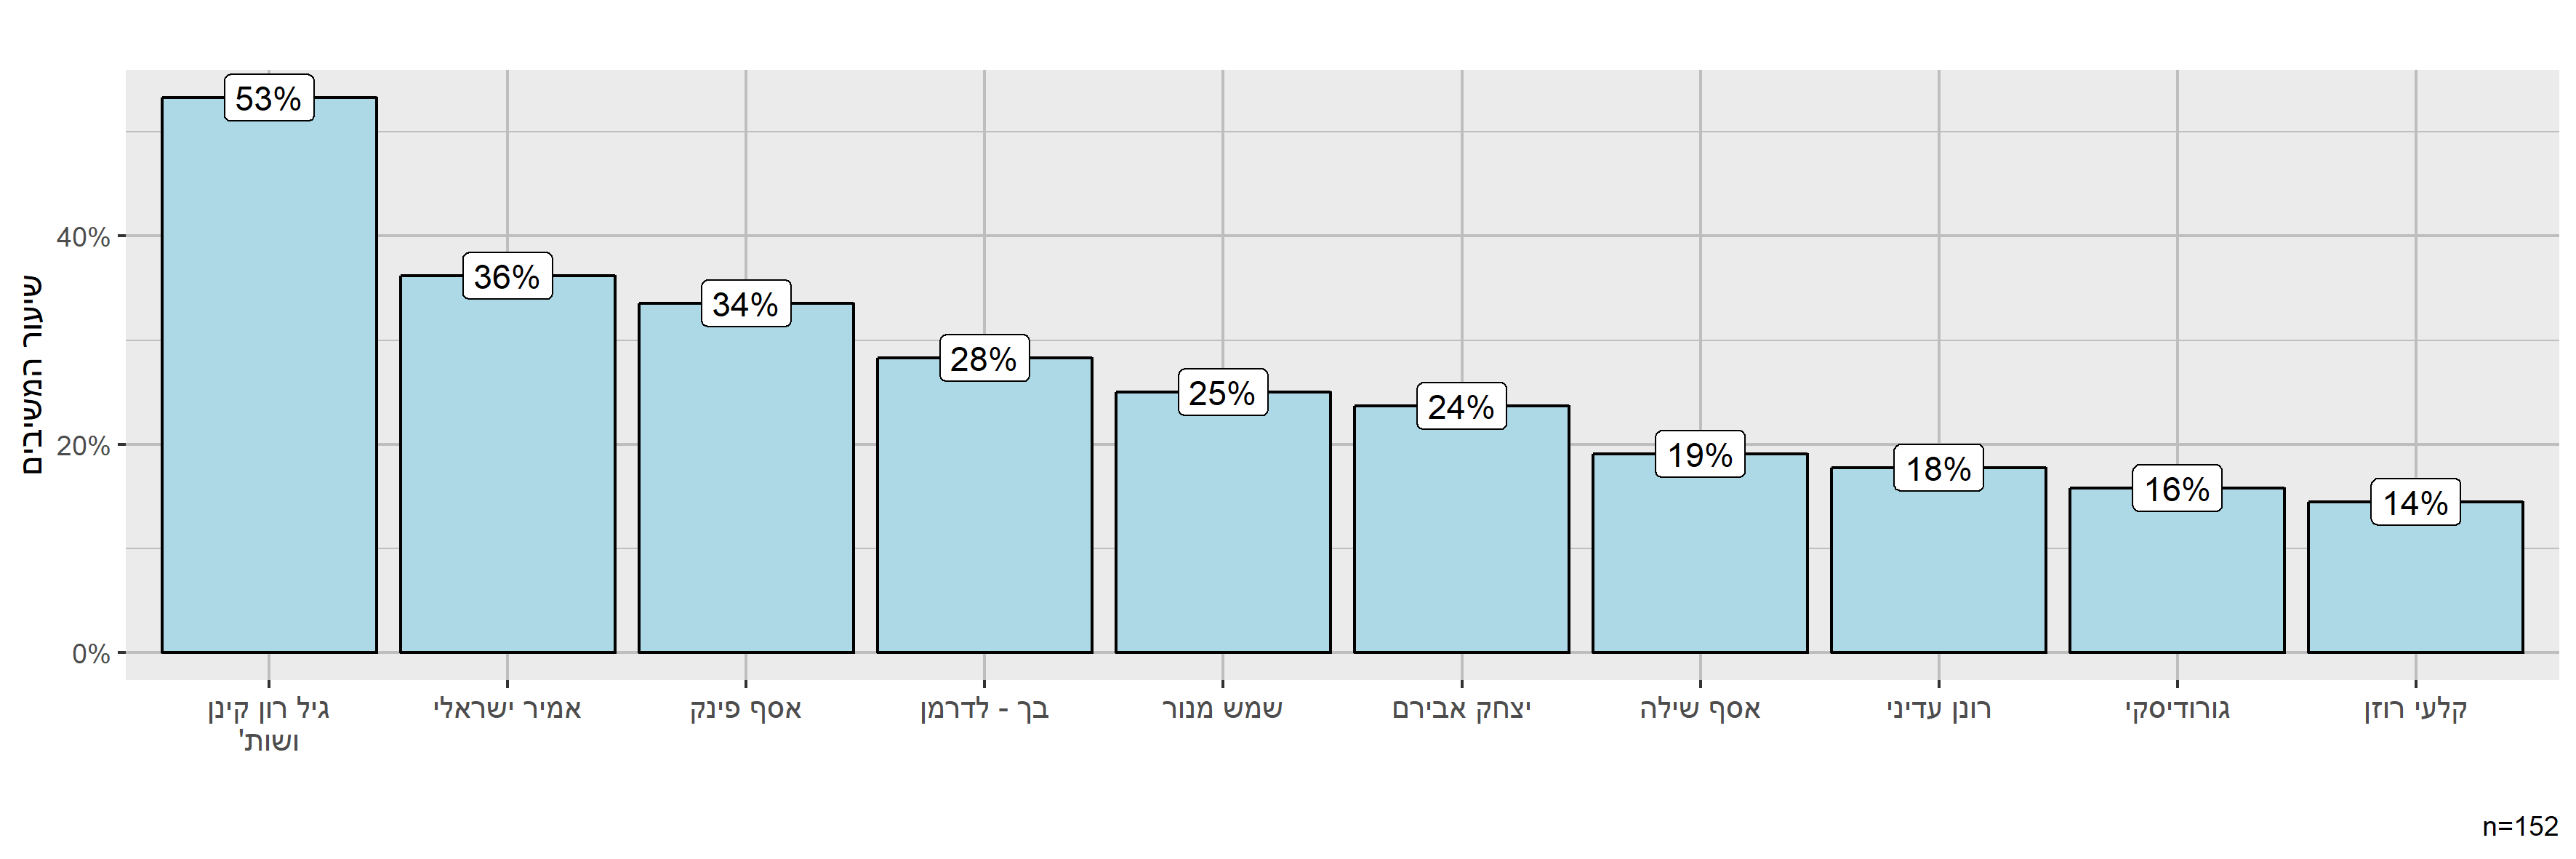 53%
36%
34%
28%
25%
24%
19%
18%
16%
14%
40%
20%
0%
שיעור המשיבים
גיל רון קינן
ושות'
אמיר ישראלי
אסף פינק
בך - לדרמן
שמש מנור
יצחק אבירם
אסף שילה
רונן עדיני
גורודיסקי
קלעי רוזן
n=152